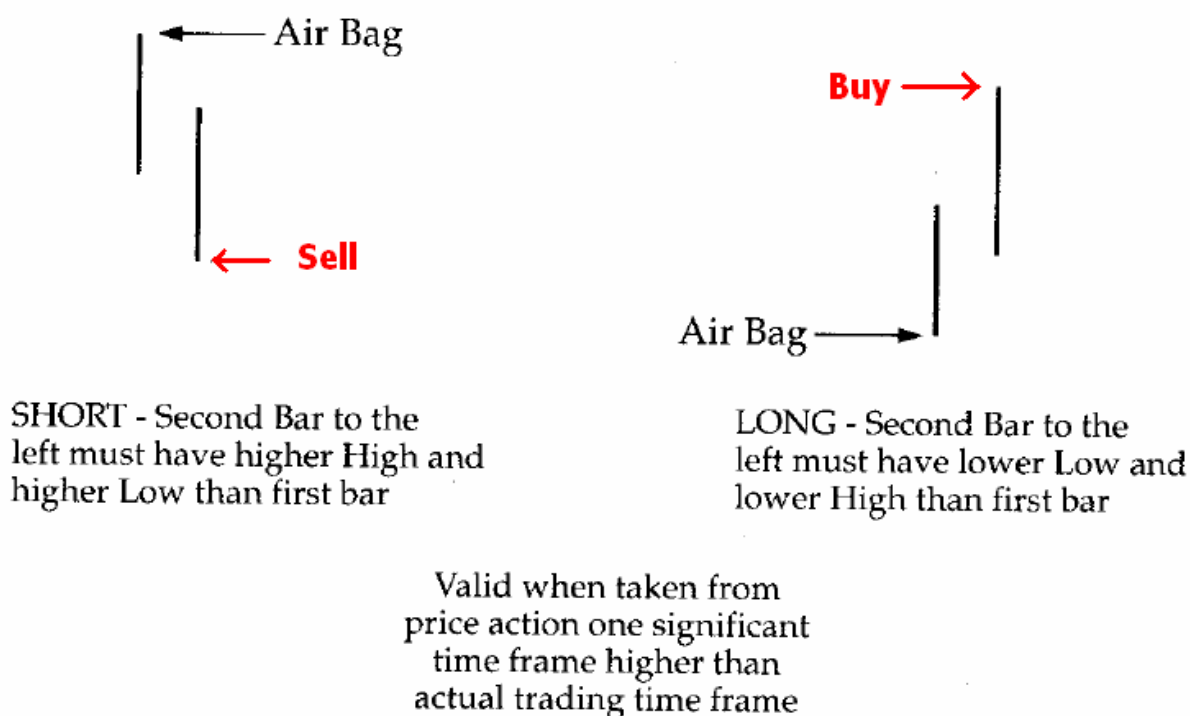 Air Bag
Sell
Buy
Air Bag
SHORT - Second Bar to the
left must have higher High and
higher Low than first bar
LONG - Second Bar to the
left must have lower Low and
lower High than first bar
Valid when taken from
price action one significant
time frame higher than
actual trading time frame